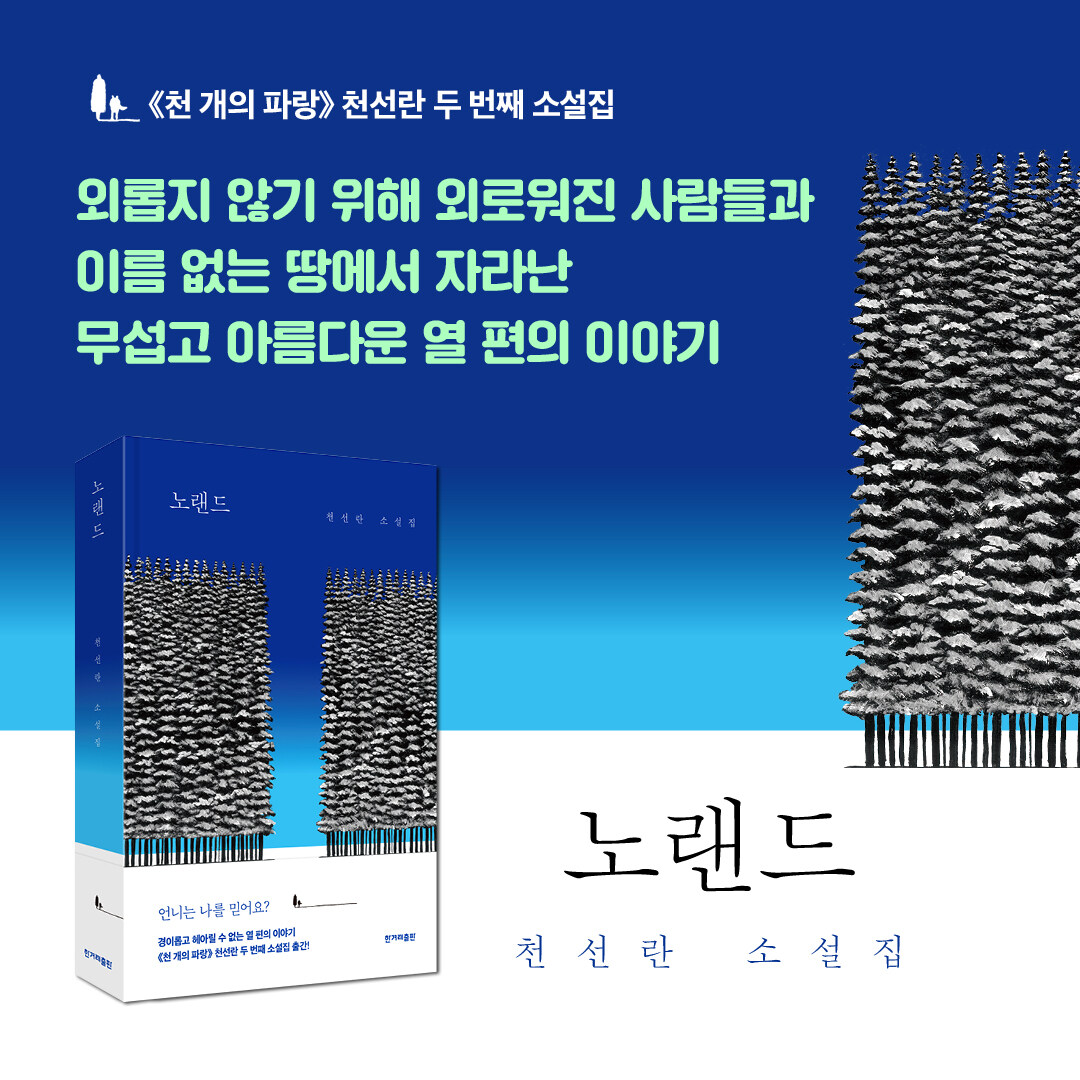 《천 개의 파랑》 천선란 두 번째 소설집
외롭지 않기 위해 외로워진 사람들과
이름 없는 땅에서 자라난
무섭고 아름다운 열 편의 이야기
노랜드
천선란 소설집
한겨레출판
노랜드
천선란 소설집
언니는 나를 믿어요?
경이롭고 헤아릴 수 없는 열 편의 이야기
《천 개의 파랑》 천선란 두 번째 소설집 출간!
한겨레출판
노랜드
천선란 소설집